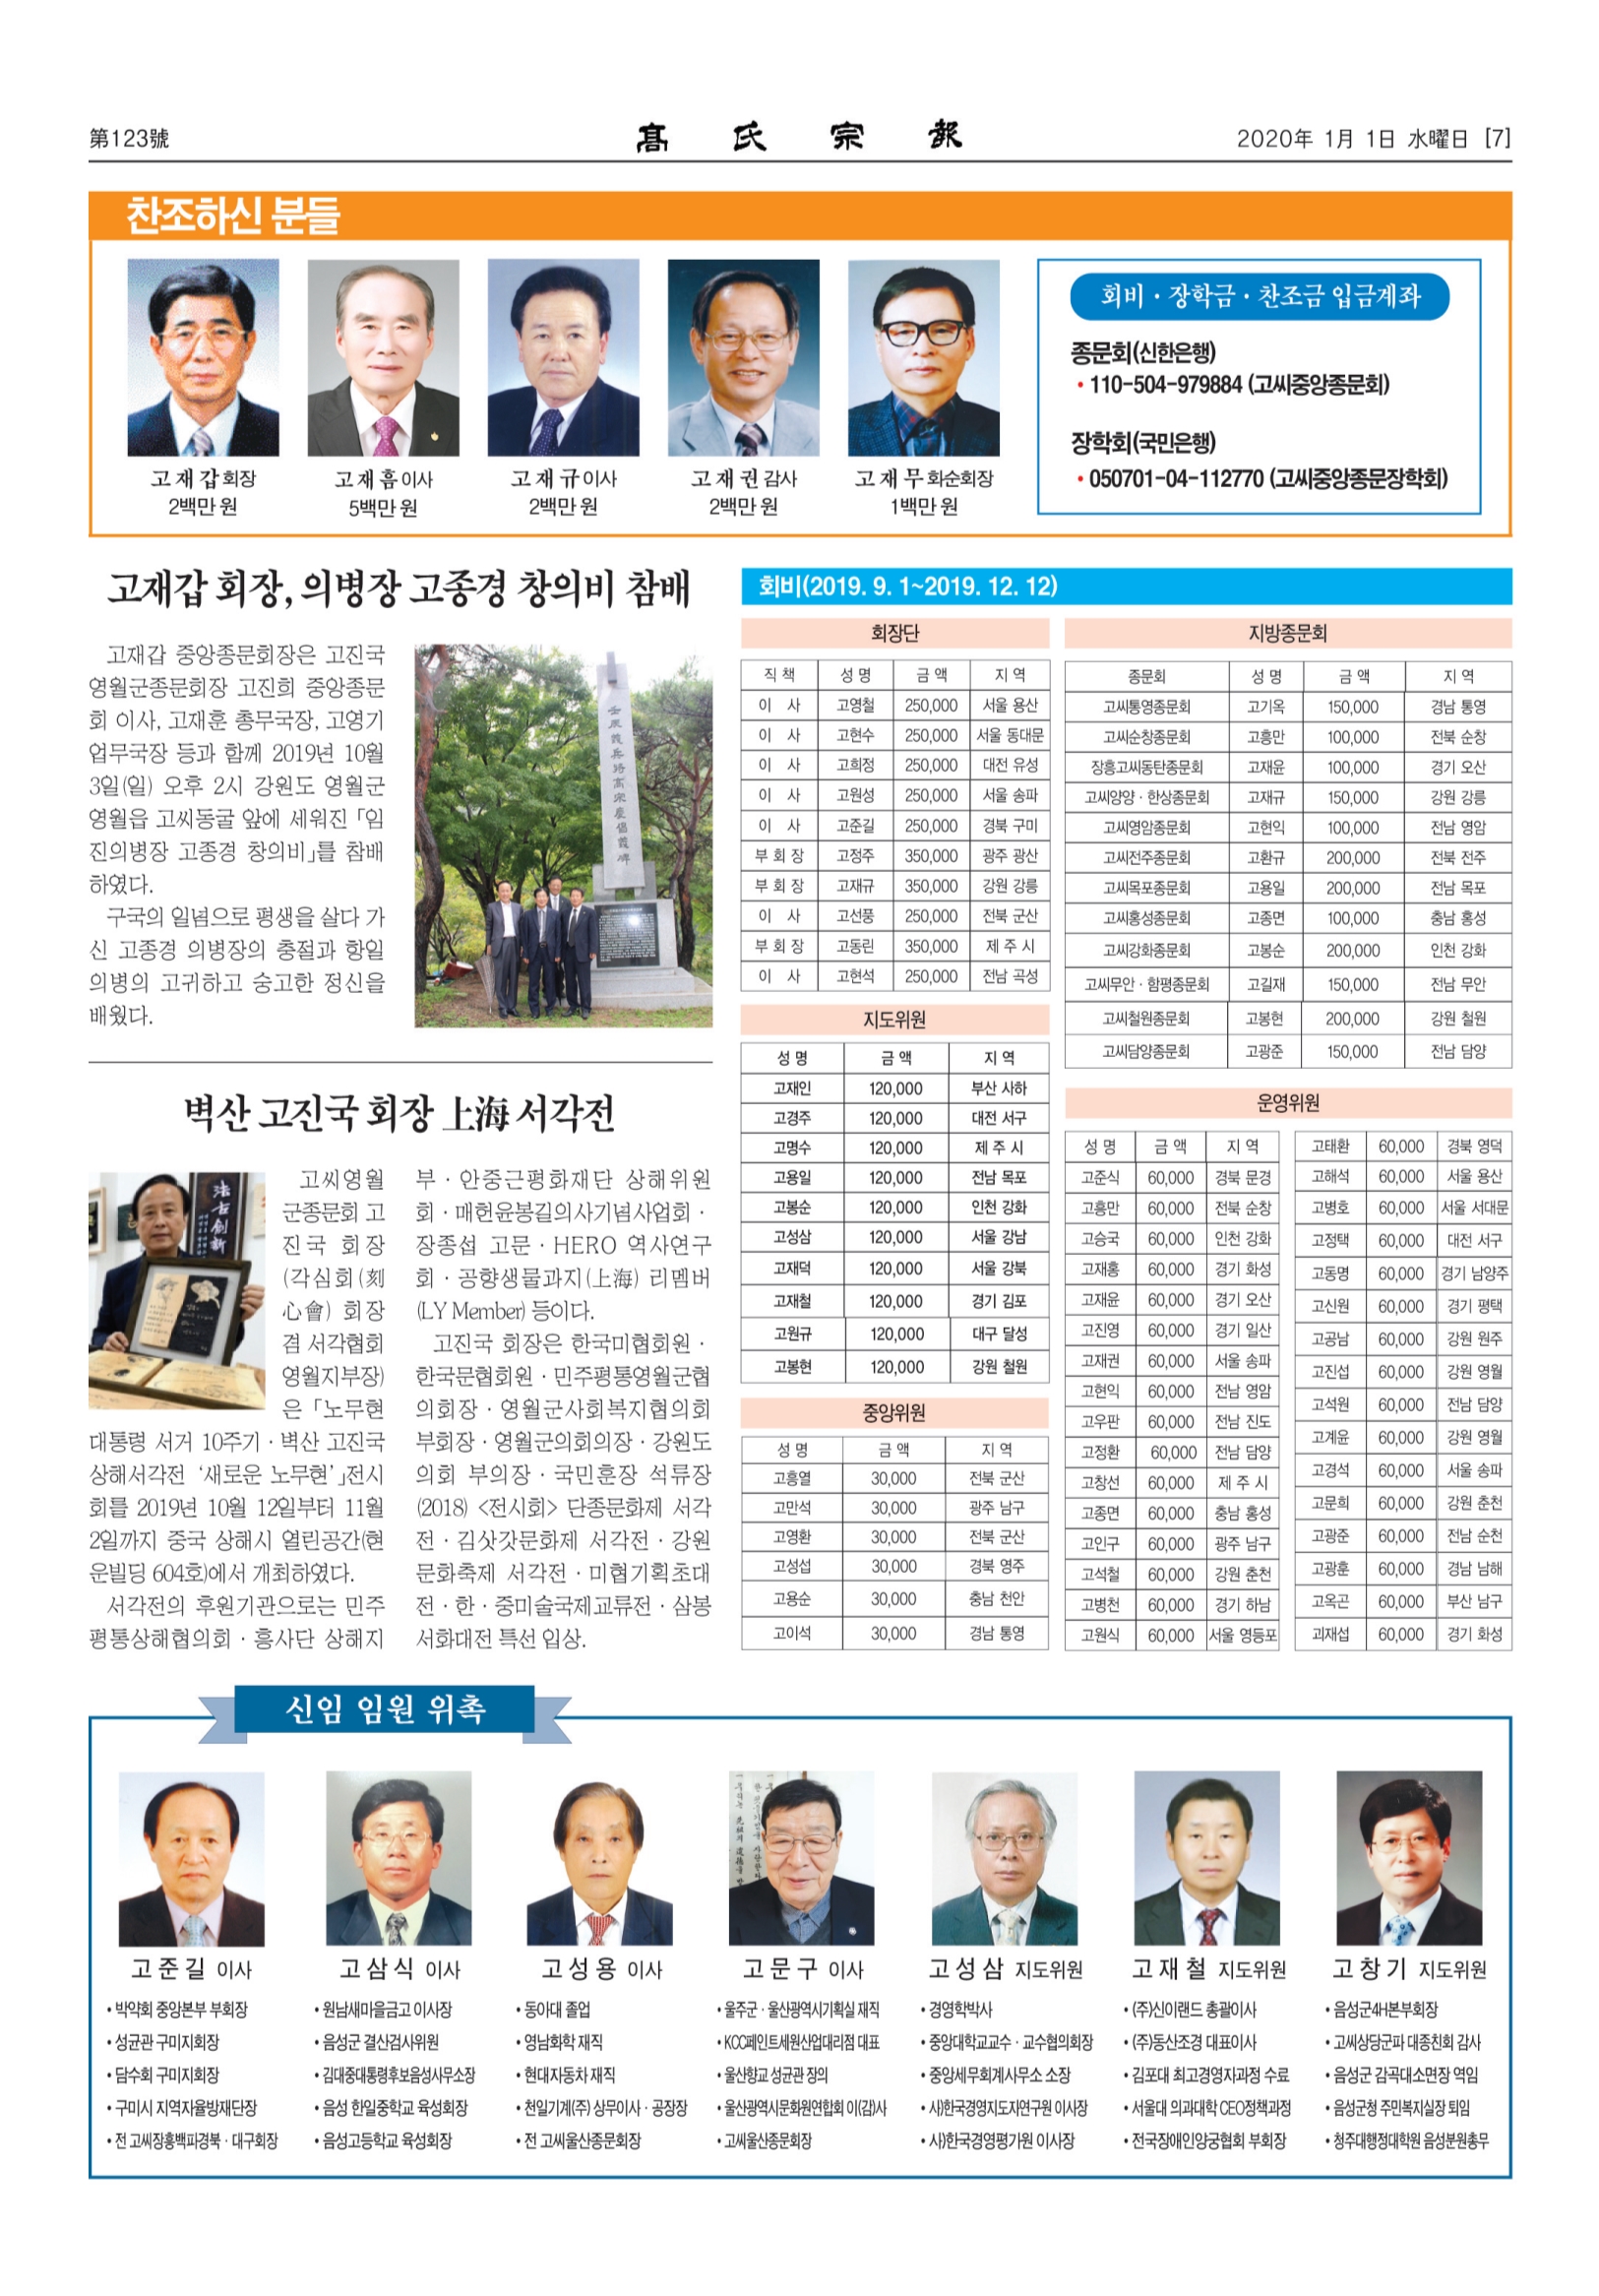 第123號
髙氏宗報
2020年 1月 1日 水曜日 [7]
찬조하신 분들
고 재 갑 회장
2백만 원
고 재 흠 이사
5백만 원
고 재 규 이사
2백만 원
고 재 권 감사
2백만 원
고 재 무 화순회장
1백만 원
회비 · 장학금 · 찬조금 입금계좌
종문회(신한은행)
• 110-504-979884 (고씨중앙종문회)
장학회(국민은행)
• 050701-04-112770 (고씨중앙종문장학회)
고재갑 회장, 의병장 고종경 창의비 참배
고재갑 중앙종문회장은 고진국
영월군종문회장 고진희 중앙종문
회 이사, 고재훈 총무국장, 고영기
업무국장 등과 함께 2019년 10월
3일(일) 오후 2시 강원도 영월군
영월읍 고씨동굴 앞에 세워진 「임
진의병장 고종경 창의비」를 참배
하였다.
구국의 일념으로 평생을 살다 가
신 고종경 의병장의 충절과 항일
의병의 고귀하고 숭고한 정신을
배웠다.
壬辰義兵將高宗慶倡義碑
벽산 고진국 회장 上海 서각전
法古創新
고씨영월
군종문회 고
진국 회장
(각심회(刻
心會) 회장
겸 서각협회
영월지부장)
은 「노무현
대통령 서거 10주기 · 벽산 고진국
상해서각전 ‘새로운 노무현’」전시
회를 2019년 10월 12일부터 11월
2일까지 중국 상해시 열린공간(현
운빌딩 604호)에서 개최하였다.
서각전의 후원기관으로는 민주
평통상해협의회 · 흥사단 상해지
부 · 안중근평화재단 상해위원
회 · 매헌윤봉길의사기념사업회 ·
장종섭 고문 · HERO 역사연구
회 · 공항생물과지(上海) 리멤버
(LY Member) 등이다.
고진국 회장은 한국미협회원 ·
한국문협회원 · 민주평통영월군협
의회장 · 영월군사회복지협의회
부회장 · 영월군의회의장 · 강원도
의회 부의장 · 국민훈장 석류장
(2018) <전시회> 단종문화제 서각
전 · 김삿갓문화제 서각전 · 강원
문화축제 서각전 · 미협기획초대
전 · 한 · 중미술국제교류전 · 삼봉
서화대전 특선 입상.
회비(2019. 9. 1~2019. 12. 12)
회장단
직 책 성 명 금 액 지 역
이 사 고영철 250,000 서울 용산
이 사 고현수 250,000 서울 동대문
이 사 고희정 250,000 대전 유성
이 사 고원성 250,000 서울 송파
이 사 고준길 250,000 경북 구미
부 회 장 고정주 350,000 광주 광산
부 회 장 고재규 350,000 강원 강릉
이 사 고선풍 250,000 전북 군산
부 회 장 고동린 350,000 제 주 시
이 사 고현석 250,000 전남 곡성
지도위원
성 명 금 액 지 역
고재인 120,000 부산 사하
고경주 120,000 대전 서구
고명수 120,000 제 주 시
고용일 120,000 전남 목포
고봉순 120,000 인천 강화
고성삼 120,000 서울 강남
고재덕 120,000 서울 강북
고재철 120,000 경기 김포
고원규 120,000 대구 달성
고봉현 120,000 강원 철원
중앙위원
성 명 금 액 지 역
고흥열 30,000 전북 군산
고만석 30,000 광주 남구
고영환 30,000 전북 군산
고성섭 30,000 경북 영주
고용순 30,000 충남 천안
고이석 30,000 경남 통영
지방종문회
종문회 성 명 금 액 지 역
고씨통영종문회 고기옥 150,000 경남 통영
고씨순창종문회 고흥만 100,000 전북 순창
장흥고씨동탄종문회 고재윤 100,000 경기 오산
고씨양양 · 한상종문회 고재규 150,000 강원 강릉
고씨영암종문회 고현익 100,000 전남 영암
고씨전주종문회 고환규 200,000 전북 전주
고씨목포종문회 고용일 200,000 전남 목포
고씨홍성종문회 고종면 100,000 충남 홍성
고씨강화종문회 고봉순 200,000 인천 강화
고씨무안 · 함평종문회 고길재 150,000 전남 무안
고씨철원종문회 고봉현 200,000 강원 철원
고씨담양종문회 고광준 150,000 전남 담양
운영위원
성 명 금 액 지 역
고준식 60,000 경북 문경
고흥만 60,000 전북 순창
고승국 60,000 인천 강화
고재홍 60,000 경기 화성
고재윤 60,000 경기 오산
고진영 60,000 경기 일산
고재권 60,000 서울 송파
고현익 60,000 전남 영암
고우판 60,000 전남 진도
고정환 60,000 전남 담양
고창선 60,000 제 주 시
고종면 60,000 충남 홍성
고인구 60,000 광주 남구
고석철 60,000 강원 춘천
고병천 60,000 경기 하남
고원식 60,000 서울 영등포
고태환 60,000 경북 영덕
고해석 60,000 서울 용산
고병호 60,000 서울 서대문
고정택 60,000 대전 서구
고동명 60,000 경기 남양주
고신원 60,000 경기 평택
고공남 60,000 강원 원주
고진섭 60,000 강원 영월
고석원 60,000 전남 담양
고계윤 60,000 강원 영월
고경석 60,000 서울 송파
고문희 60,000 강원 춘천
고광준 60,000 전남 순천
고광훈 60,000 경남 남해
고옥곤 60,000 부산 남구
괴재섭 60,000 경기 화성
신임 임원 위촉
고 준 길 이사
• 박약회 중앙본부 부회장
• 성균관 구미지회장
• 담수회 구미지회장
• 구미시 지역자율방재단장
• 전 고씨장흥백파경북 · 대구회장
고 삼 식 이사
• 원남새마을금고 이사장
• 음성군 결산검사위원
• 김대중대통령후보음성사무소장
• 음성 한일중학교 육성회장
• 음성고등학교 육성회장
고 성 용 이사
• 동아대 졸업
• 영남화학 재직
• 현대자동차 재직
• 천일기계(주) 상무이사 · 공장장
• 전 고씨울산종문회장
고 문 구 이사
• 울주군 · 울산광역시기획실 재직
• KCC페인트세원산업대리점 대표
• 울산향교 성균관 장의
• 울산광역시문화원연합회 이(감)사
• 고씨울산종문회장
고 성 삼 지도위원
• 경영학박사
• 중앙대학교교수 · 교수협의회장
• 중앙세무회계사무소 소장
• 사)한국경영지도자연구원 이사장
• 사)한국경영평가원 이사장
고 재 철 지도위원
• (주)신이랜드 총괄이사
• (주)동산조경 대표이사
• 김포대 최고경영자과정 수료
• 서울대 의과대학 CEO정책과정
• 전국장애인양궁협회 부회장
고 창 기 지도위원
• 음성군4H본부회장
• 고씨상당군파 대종친회 감사
• 음성군 감곡대소면장 역임
• 음성군청 주민복지실장 퇴임
• 청주대행정대학원 음성분원총무